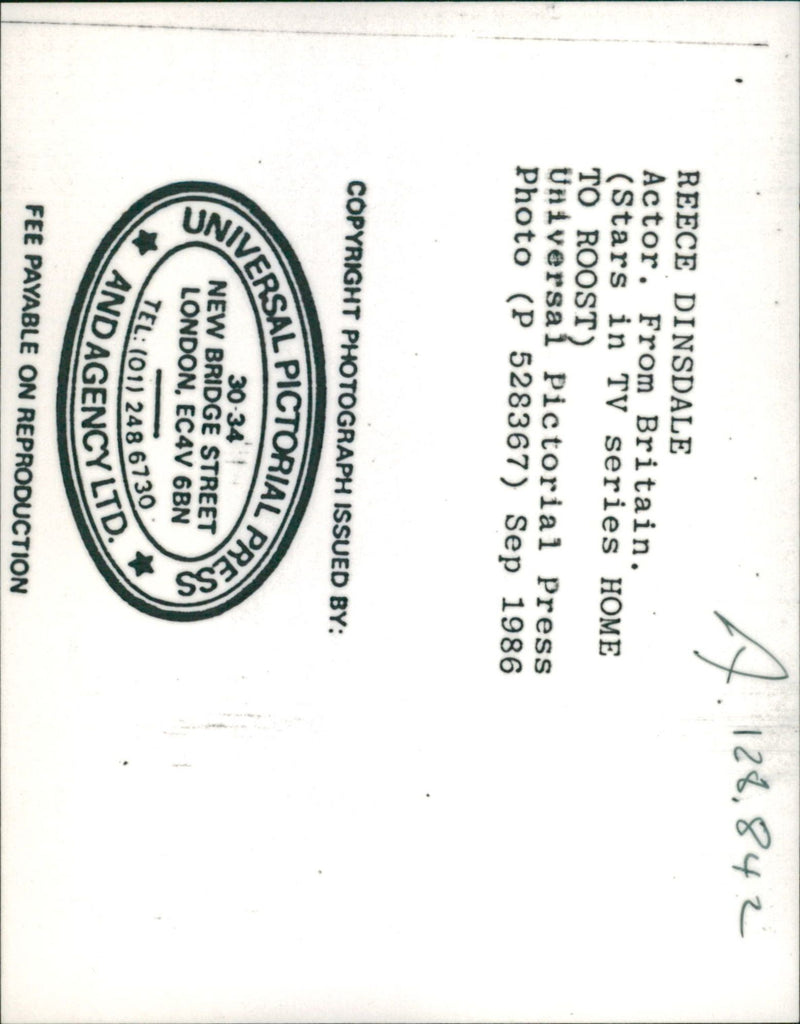 A. 128,842
REECE DINSDALE
Actor. From Britain.
(Stars in TV series HOME
TO ROOST)
Universal Pictorial Press
Photo (P 528367) Sep 1986
COPYRIGHT PHOTOGRAPH ISSUED BY:
UNIVERSAL PICTORIAL PRESS
30-34
NEW BRIDGE STREET
LONDON, EC4V 6BN
TEL: (01) 248 6730
AND AGENCY LTD.
FEE PAYABLE ON REPRODUCTION